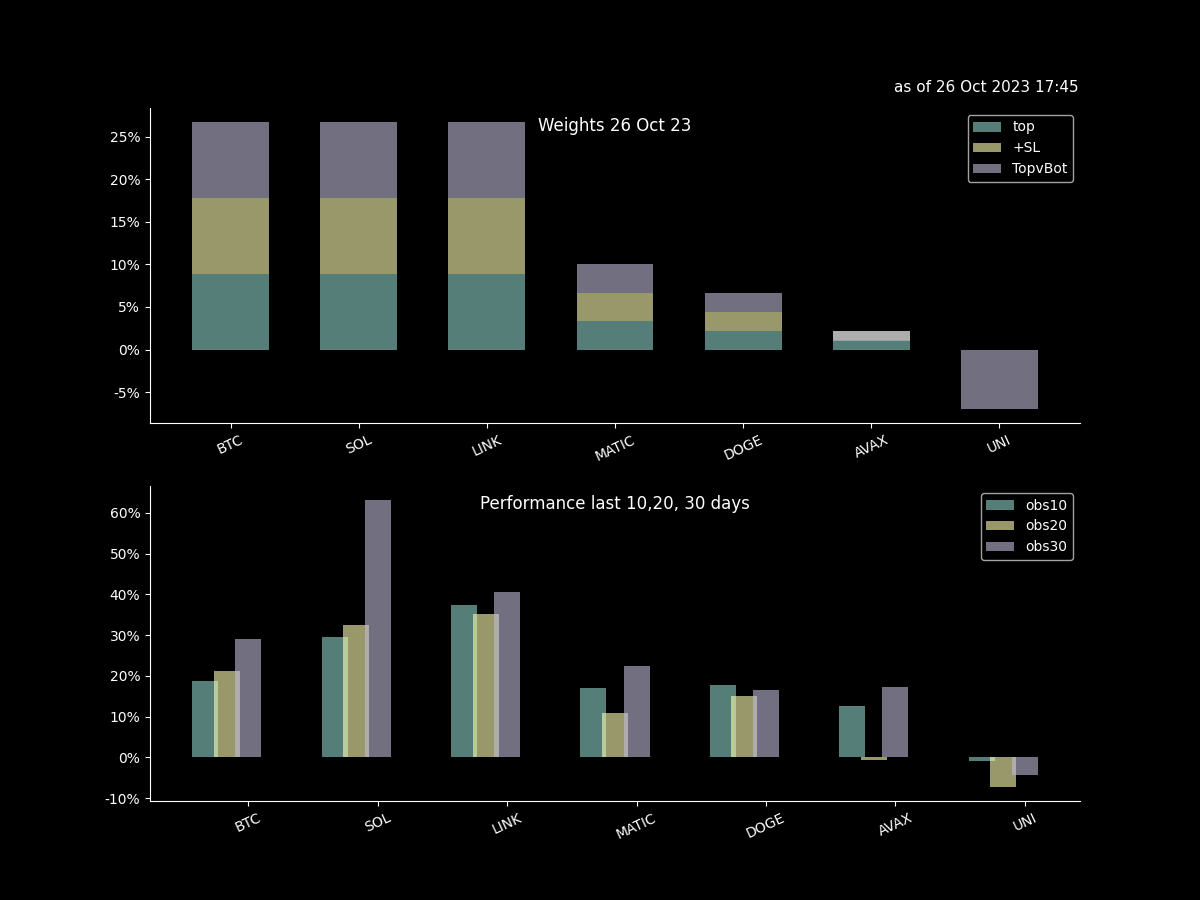 as of 26 Oct 2023 17:45
Weights 26 Oct 23
top
+SL
TopvBot
25%
20%
15%
10%
5%
0%
-5%
BTC SOL LINK MATIC DOGE AVAX UNI
Performance last 10,20, 30 days
obs10
obs20
obs30
60%
50%
40%
30%
20%
10%
0%
-10%
BTC SOL LINK MATIC DOGE AVAX UNI